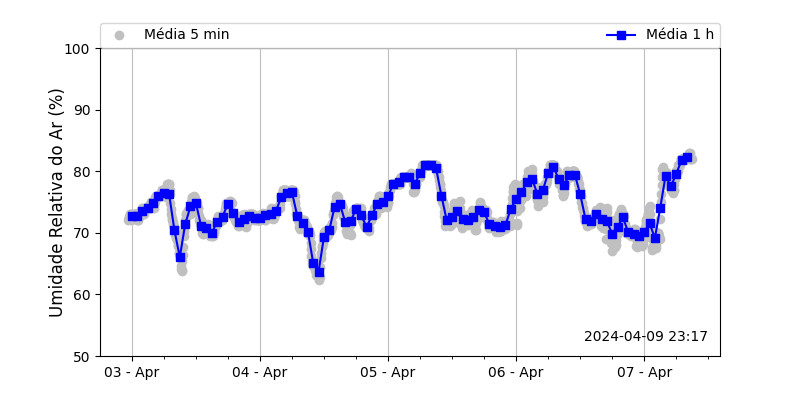 Média 5 min
Média 1 h
Umidade Relativa do Ar (%)
100
90
80
70
60
50
2024-04-09 23:17
03 - Apr
04 - Apr
05 - Apr
06 - Apr
07 - Apr